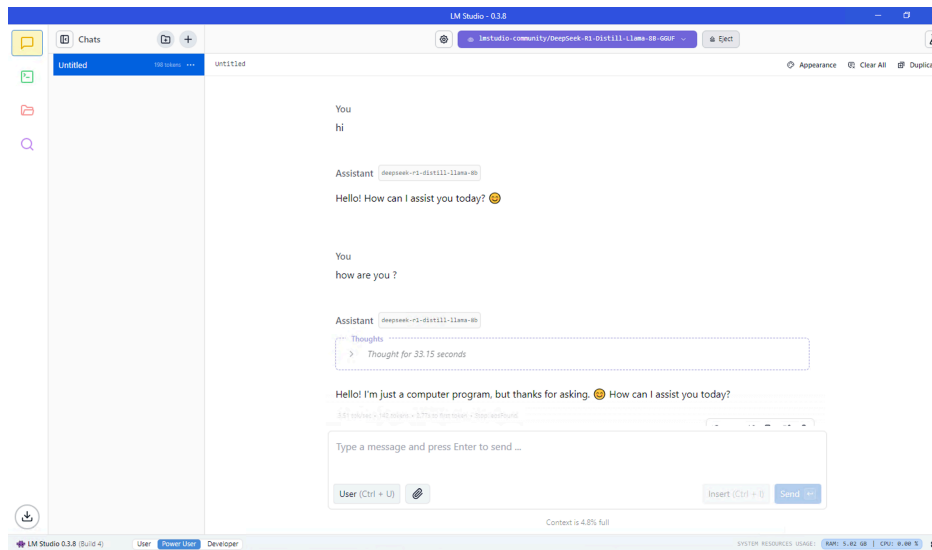 LM Studio - 0.3.8
Chats
lmstudio-community/DeepSeek-R1-Distill-Llama-8B-GGUF
Eject
Untitled
Untitled
Appearance
Clear All
You
hi
Assistant deepseek-r1-distill-llama-8b
Hello! How can I assist you today? 😊
You
how are you ?
Assistant deepseek-r1-distill-llama-8b
Thoughts
Thought for 33.15 seconds
Hello! I'm just a computer program, but thanks for asking. 😊 How can I assist you today?
Type a message and press Enter to send ...
User (Ctrl + U)
Insert (Ctrl + I)
Send
Context is 4.8% full
LM Studio 0.3.8 (Build 4)
User
Power User
Developer
SYSTEM RESOURCES USAGE: RAM: 5.02 GB | CPU: 0.00 %